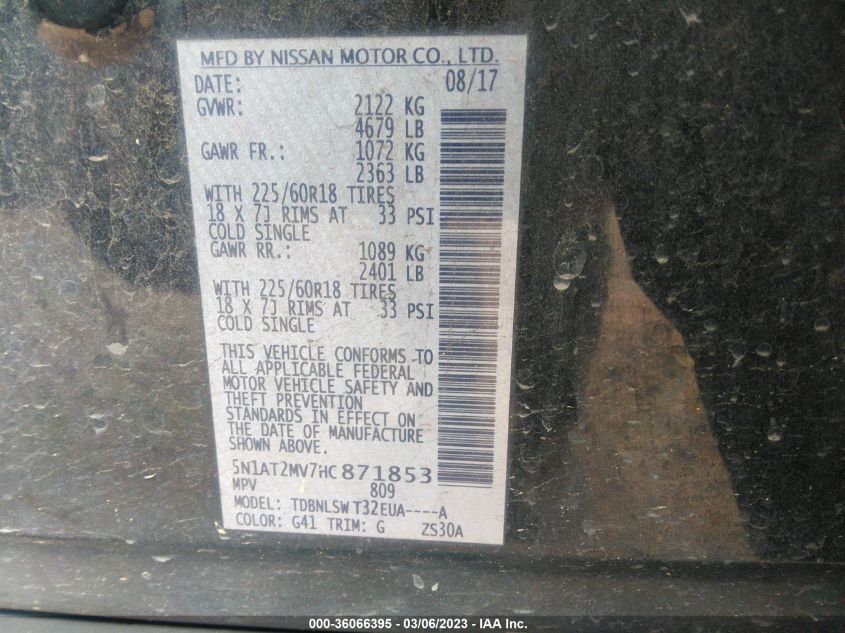 MFD BY NISSAN MOTOR CO., LTD.
DATE: 08/17
GVWR: 2122 KG
4679 LB
GAWR FR.: 1072 KG
2363 LB
WITH 225/60R18 TIRES
18 X 7J RIMS AT 33 PSI
COLD SINGLE
GAWR RR.: 1089 KG
2401 LB
WITH 225/60R18 TIRES
18 X 7J RIMS AT 33 PSI
COLD SINGLE
THIS VEHICLE CONFORMS TO
ALL APPLICABLE FEDERAL
MOTOR VEHICLE SAFETY AND
THEFT PREVENTION
STANDARDS IN EFFECT ON
THE DATE OF MANUFACTURE
SHOWN ABOVE.
5N1AT2MV7HC871853
MPV 809
MODEL: TDBNLSW T32EUA----A
COLOR: G41 TRIM: G ZS30A
000-36066395 - 03/06/2023 - IAA Inc.